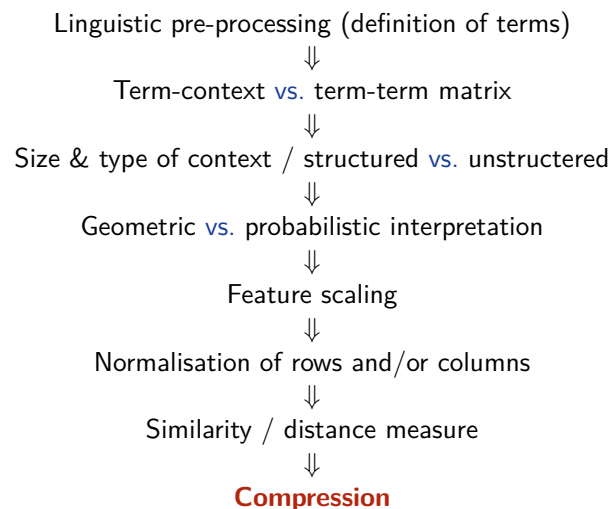 Linguistic pre-processing (definition of terms)
⇓
Term-context vs. term-term matrix
⇓
Size & type of context / structured vs. unstructered
⇓
Geometric vs. probabilistic interpretation
⇓
Feature scaling
⇓
Normalisation of rows and/or columns
⇓
Similarity / distance measure
⇓
Compression